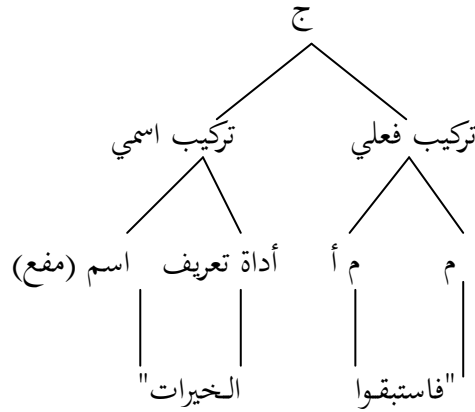 ج
تركيب فعلي تركيب اسمي
م م أ أداة تعريف اسم (مفع)
"فاستبقوا الخيرات"